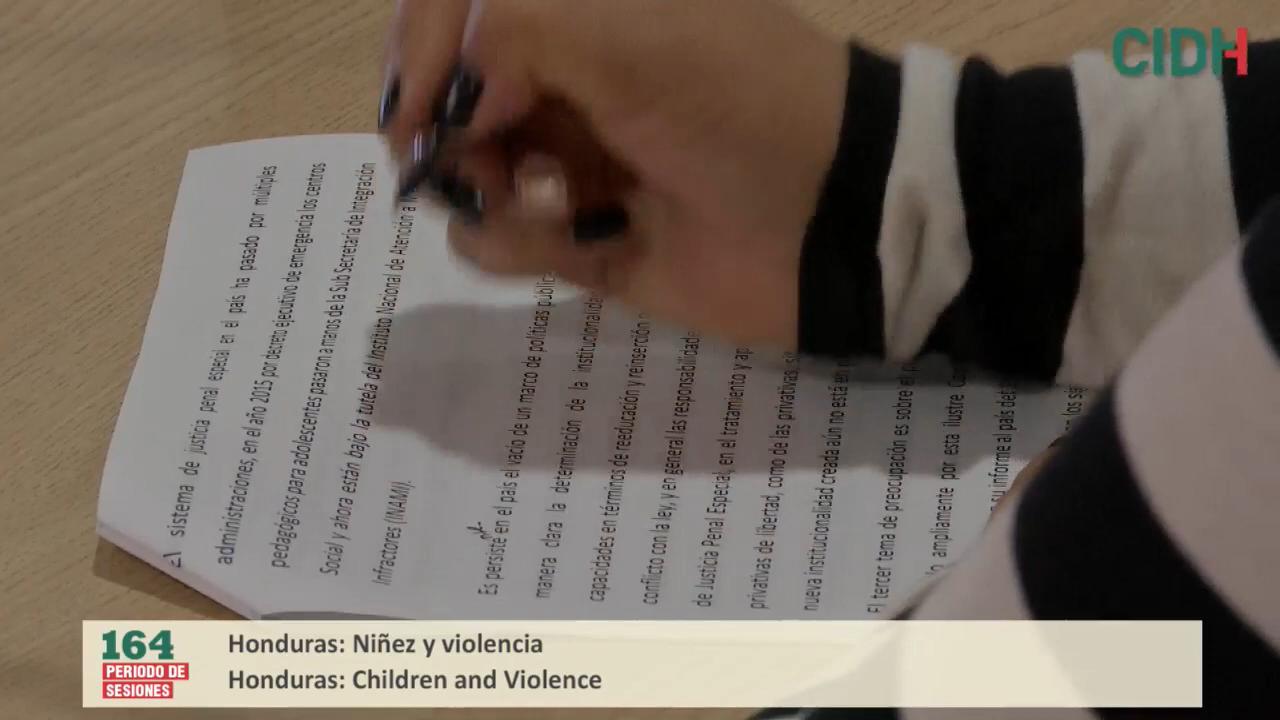 CIDH
El sistema de justicia penal especial en el país ha pasado por múltiples
administraciones, en el año 2015 por decreto ejecutivo de emergencia los centros
pedagógicos para adolescentes pasaron a manos de la Sub Secretaría de Integración
Social y ahora están bajo la tutela del Instituto Nacional de Atención a
Infractores (INAMI).
Es persiste en el país el vacío de un marco de políticas
manera clara la determinación de la
capacidades en términos de reeducación y reinserción
conflicto con la ley, y en general las
de Justicia Penal Especial, en el tratamiento y
privativas de libertad, como de las privativas,
nueva institucionalidad creada aún no está en
El tercer tema de preocupación es sobre el
ampliamente por esta ilustre
su informe al país
164
PERIODO DE
SESIONES
Honduras: Niñez y violencia
Honduras: Children and Violence